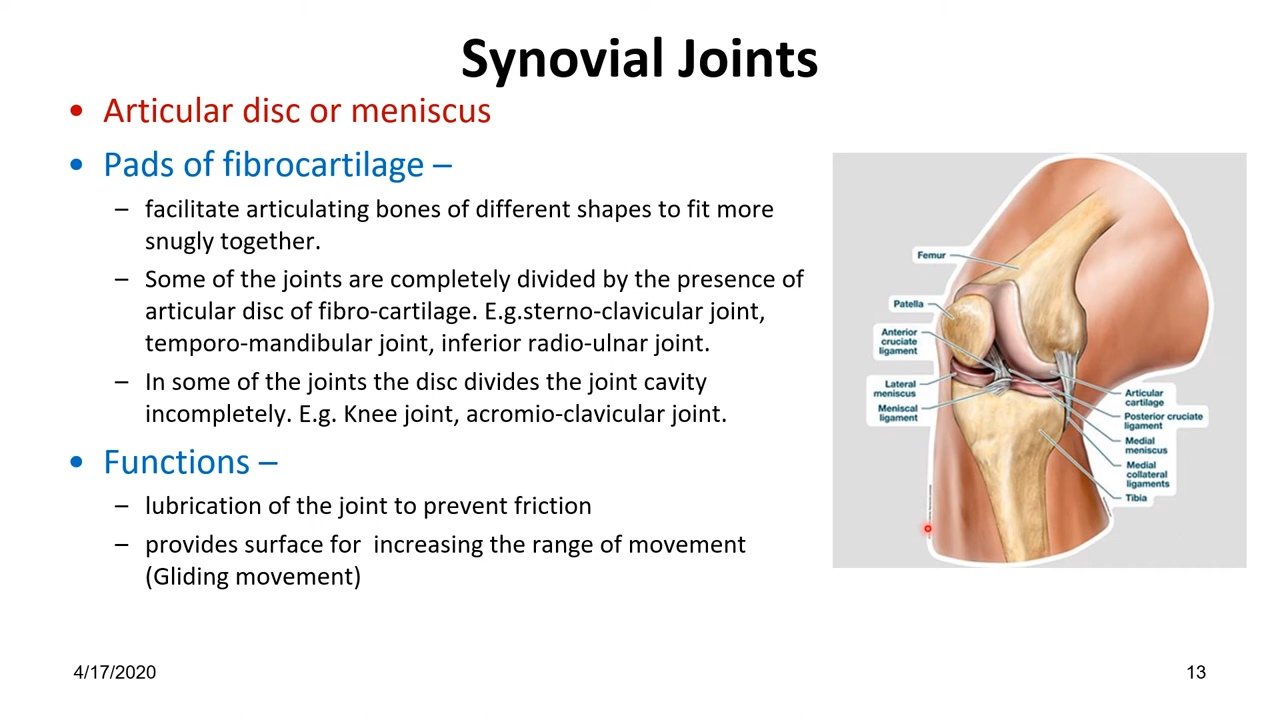 Synovial Joints
• Articular disc or meniscus
• Pads of fibrocartilage –
– facilitate articulating bones of different shapes to fit more
snugly together.
– Some of the joints are completely divided by the presence of
articular disc of fibro-cartilage. E.g.sterno-clavicular joint,
temporo-mandibular joint, inferior radio-ulnar joint.
– In some of the joints the disc divides the joint cavity
incompletely. E.g. Knee joint, acromio-clavicular joint.
• Functions –
– lubrication of the joint to prevent friction
– provides surface for  increasing the range of movement
(Gliding movement)
Femur
Patella
Anterior
cruciate
ligament
Lateral
meniscus
Meniscal
ligament
Articular
cartilage
Posterior cruciate
ligament
Medial
meniscus
Medial
collateral
ligaments
Tibia
4/17/2020
13